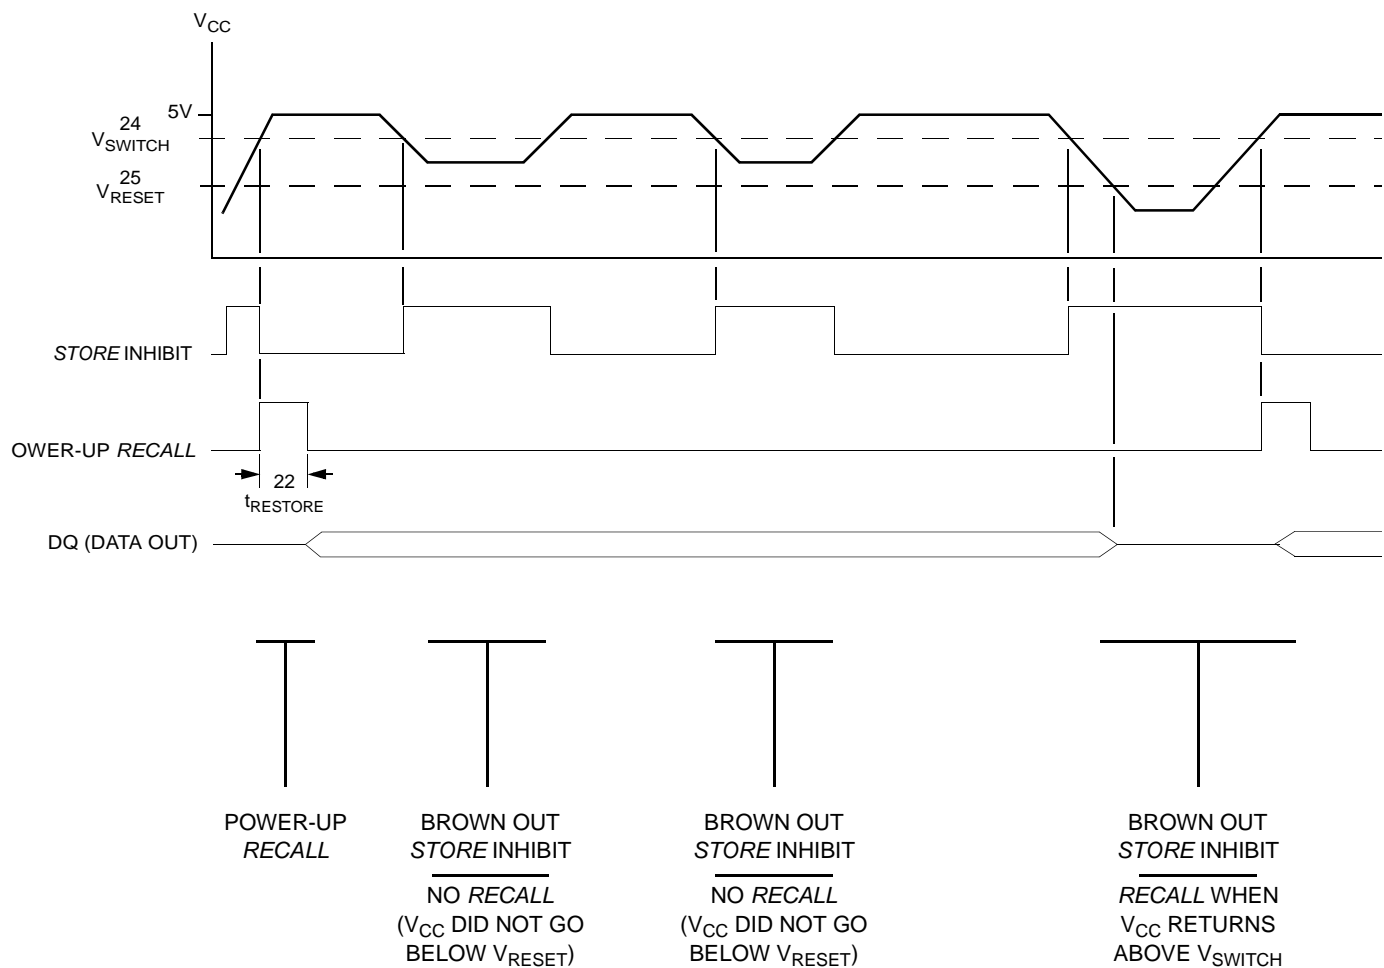 VCC
5V
24
VSWITCH
25
VRESET
STORE INHIBIT
OWER-UP RECALL
22
tRESTORE
DQ (DATA OUT)
POWER-UP
RECALL
BROWN OUT
STORE INHIBIT
NO RECALL
(VCC DID NOT GO
BELOW VRESET)
BROWN OUT
STORE INHIBIT
NO RECALL
(VCC DID NOT GO
BELOW VRESET)
BROWN OUT
STORE INHIBIT
RECALL WHEN
VCC RETURNS
ABOVE VSWITCH